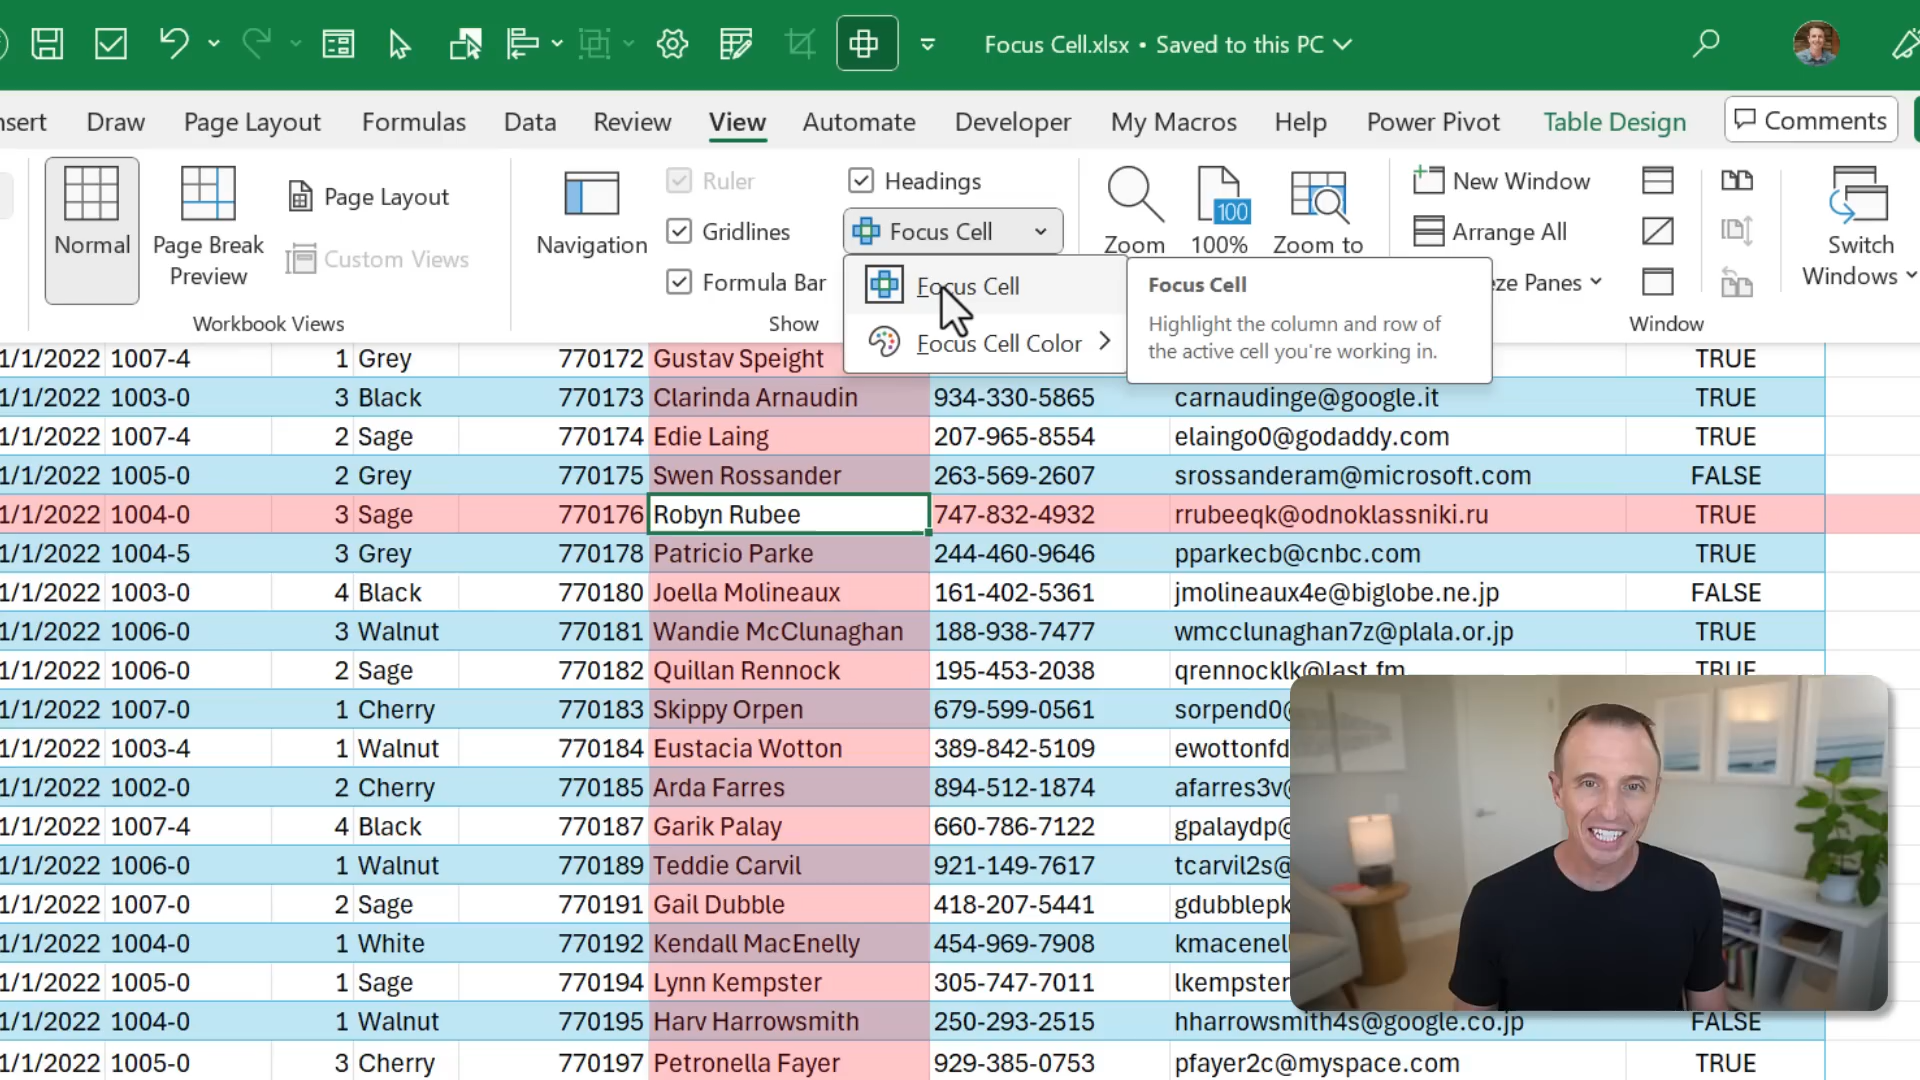 Focus Cell.xlsx • Saved to this PC
nsert Draw Page Layout Formulas Data Review View Automate Developer My Macros Help Power Pivot Table Design Comments
Normal
Page Break Preview
Page Layout
Custom Views
Workbook Views
Navigation
Ruler
Gridlines
Formula Bar
Headings
Focus Cell
Show
Focus Cell
Focus Cell Color
Focus Cell
Highlight the column and row of
the active cell you're working in.
Zoom
100
100%
Zoom to
New Window
Arrange All
eze Panes
Switch
Windows
Window
1/1/2022 1007-4 1 Grey 770172 Gustav Speight TRUE
1/1/2022 1003-0 3 Black 770173 Clarinda Arnaudin 934-330-5865 carnaudinge@google.it TRUE
1/1/2022 1007-4 2 Sage 770174 Edie Laing 207-965-8554 elaingo0@godaddy.com TRUE
1/1/2022 1005-0 2 Grey 770175 Swen Rossander 263-569-2607 srossanderam@microsoft.com FALSE
1/1/2022 1004-0 3 Sage 770176 Robyn Rubee 747-832-4932 rrubeeqk@odnoklassniki.ru TRUE
1/1/2022 1004-5 3 Grey 770178 Patricio Parke 244-460-9646 pparkecb@cnbc.com TRUE
1/1/2022 1003-0 4 Black 770180 Joella Molineaux 161-402-5361 jmolineaux4e@biglobe.ne.jp FALSE
1/1/2022 1006-0 3 Walnut 770181 Wandie McClunaghan 188-938-7477 wmcclunaghan7z@plala.or.jp TRUE
1/1/2022 1006-0 2 Sage 770182 Quillan Rennock 195-453-2038 qrennocklk@last.fm TRUE
1/1/2022 1007-0 1 Cherry 770183 Skippy Orpen 679-599-0561 sorpend0@
1/1/2022 1003-4 1 Walnut 770184 Eustacia Wotton 389-842-5109 ewottonfd
1/1/2022 1002-0 2 Cherry 770185 Arda Farres 894-512-1874 afarres3v@
1/1/2022 1007-4 4 Black 770187 Garik Palay 660-786-7122 gpalaydp@
1/1/2022 1006-0 1 Walnut 770189 Teddie Carvil 921-149-7617 tcarvil2s@
1/1/2022 1007-0 2 Sage 770191 Gail Dubble 418-207-5441 gdubblepk
1/1/2022 1004-0 1 White 770192 Kendall MacEnelly 454-969-7908 kmacenel
1/1/2022 1005-0 1 Sage 770194 Lynn Kempster 305-747-7011 lkempster
1/1/2022 1004-0 1 Walnut 770195 Harv Harrowsmith 250-293-2515 hharrowsmith4s@google.co.jp FALSE
1/1/2022 1005-0 3 Cherry 770197 Petronella Fayer 929-385-0753 pfayer2c@myspace.com TRUE